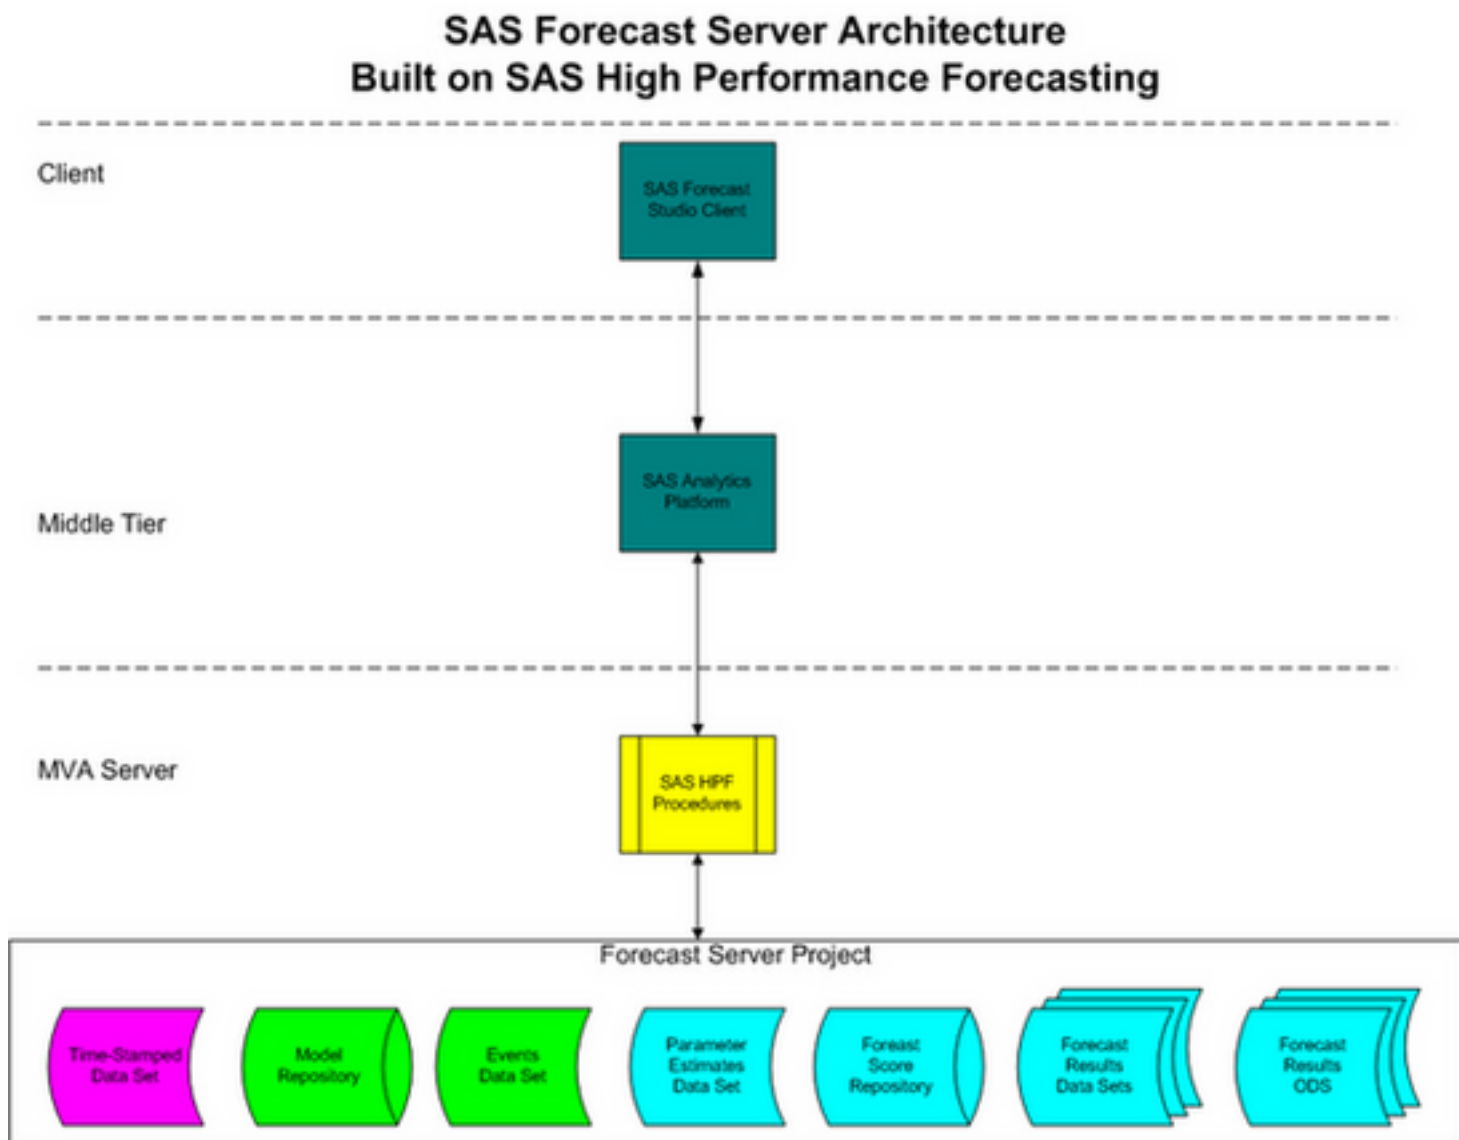 SAS Forecast Server Architecture
Built on SAS High Performance Forecasting
Client
SAS Forecast
Studio Client
SAS Analytics
Platform
Middle Tier
MVA Server
SAS HPF
Procedures
Forecast Server Project
Time-Stamped
Data Set
Model
Repository
Events
Data Set
Parameter
Estimates
Data Set
Foreast
Score
Repository
Forecast
Results
Data Sets
Forecast
Results
ODS